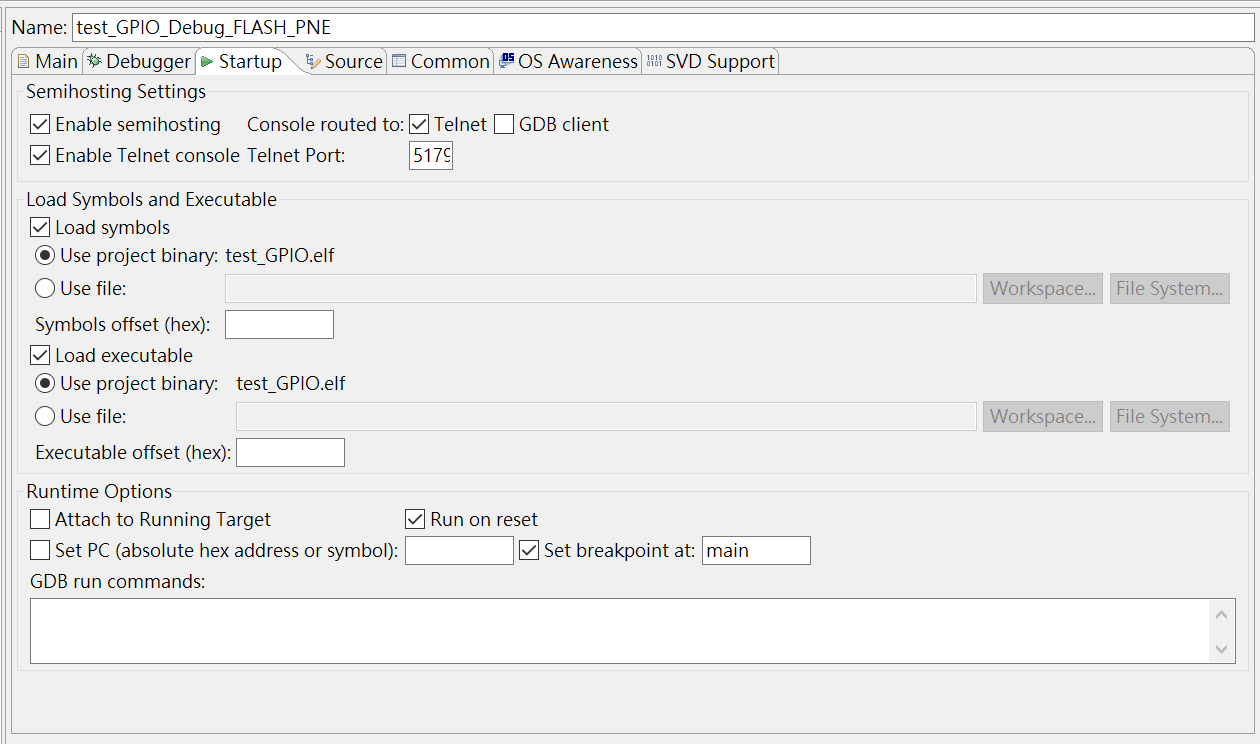 Name: test_GPIO_Debug_FLASH_PNE
Main Debugger Startup Source Common OS Awareness SVD Support
Semihosting Settings
Enable semihosting Console routed to: Telnet GDB client
Enable Telnet console Telnet Port: 5179
Load Symbols and Executable
Load symbols
Use project binary: test_GPIO.elf
Use file: Workspace... File System...
Symbols offset (hex):
Load executable
Use project binary: test_GPIO.elf
Use file: Workspace... File System...
Executable offset (hex):
Runtime Options
Attach to Running Target Run on reset
Set PC (absolute hex address or symbol): Set breakpoint at: main
GDB run commands: